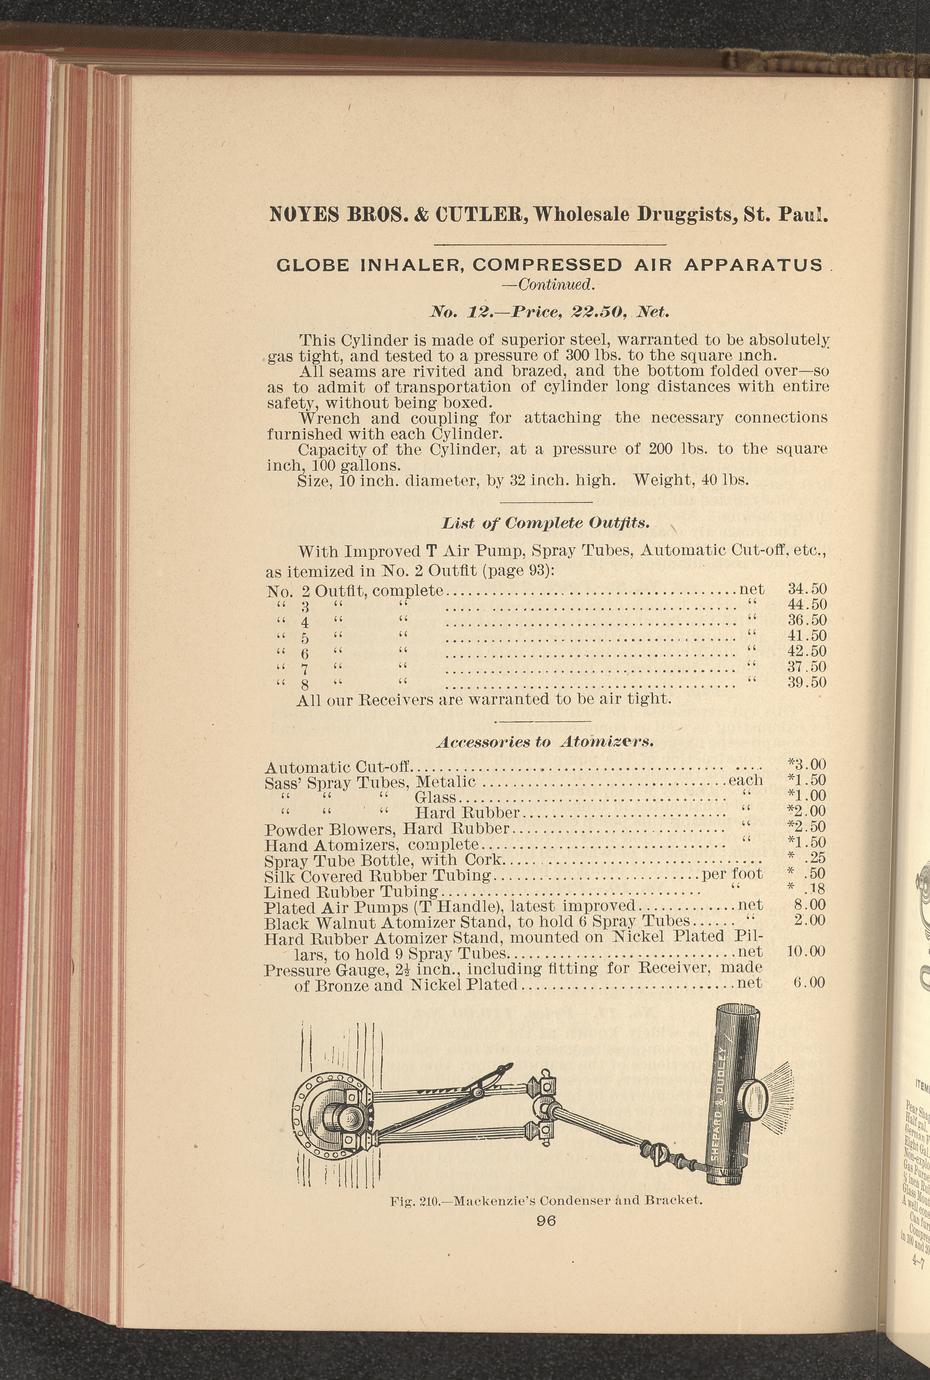 NOYES BROS. & CUTLER, Wholesale Druggists, St. Paul.
GLOBE INHALER, COMPRESSED AIR APPARATUS.
—Continued.
No. 12.—Price, 22.50, Net.
This Cylinder is made of superior steel, warranted to be absolutely
gas tight, and tested to a pressure of 300 lbs. to the square inch.
All seams are rivited and brazed, and the bottom folded over—so
as to admit of transportation of cylinder long distances with entire
safety, without being boxed.
Wrench and coupling for attaching the necessary connections
furnished with each Cylinder.
Capacity of the Cylinder, at a pressure of 200 lbs. to the square
inch, 100 gallons.
Size, 10 inch. diameter, by 32 inch. high. Weight, 40 lbs.
List of Complete Outfits.
With Improved T Air Pump, Spray Tubes, Automatic Cut-off, etc.,
as itemized in No. 2 Outfit (page 93):
No. 2 Outfit, complete........................................net 34.50
" 3 " " ........................................ " 44.50
" 4 " " ........................................ " 36.50
" 5 " " ........................................ " 41.50
" 6 " " ........................................ " 42.50
" 7 " " ........................................ " 37.50
" 8 " " ........................................ " 39.50
All our Receivers are warranted to be air tight.
Accessories to Atomizers.
Automatic Cut-off........................................ *3.00
Sass' Spray Tubes, Metalic..............................each *1.50
" " " Glass.............................. " *1.00
" " " Hard Rubber......................... " *2.00
Powder Blowers, Hard Rubber........................... " *2.50
Hand Atomizers, complete.............................. " *1.50
Spray Tube Bottle, with Cork.............................. * .25
Silk Covered Rubber Tubing.........................per foot * .50
Lined Rubber Tubing.............................. " * .18
Plated Air Pumps (T Handle), latest improved............net 8.00
Black Walnut Atomizer Stand, to hold 6 Spray Tubes...... " 2.00
Hard Rubber Atomizer Stand, mounted on Nickel Plated Pil-
lars, to hold 9 Spray Tubes..............................net 10.00
Pressure Gauge, 2½ inch., including fitting for Receiver, made
of Bronze and Nickel Plated...........................net 6.00
SHEPARD & DUDLEY
Fig. 210.—Mackenzie's Condenser and Bracket.
96
4-7